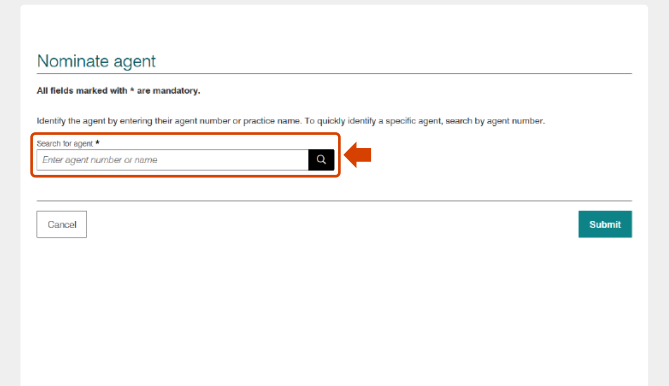 Nominate agent
All fields marked with * are mandatory.
Identify the agent by entering their agent number or practice name. To quickly identify a specific agent, search by agent number.
Search for agent *
Enter agent number or name
Cancel
Submit